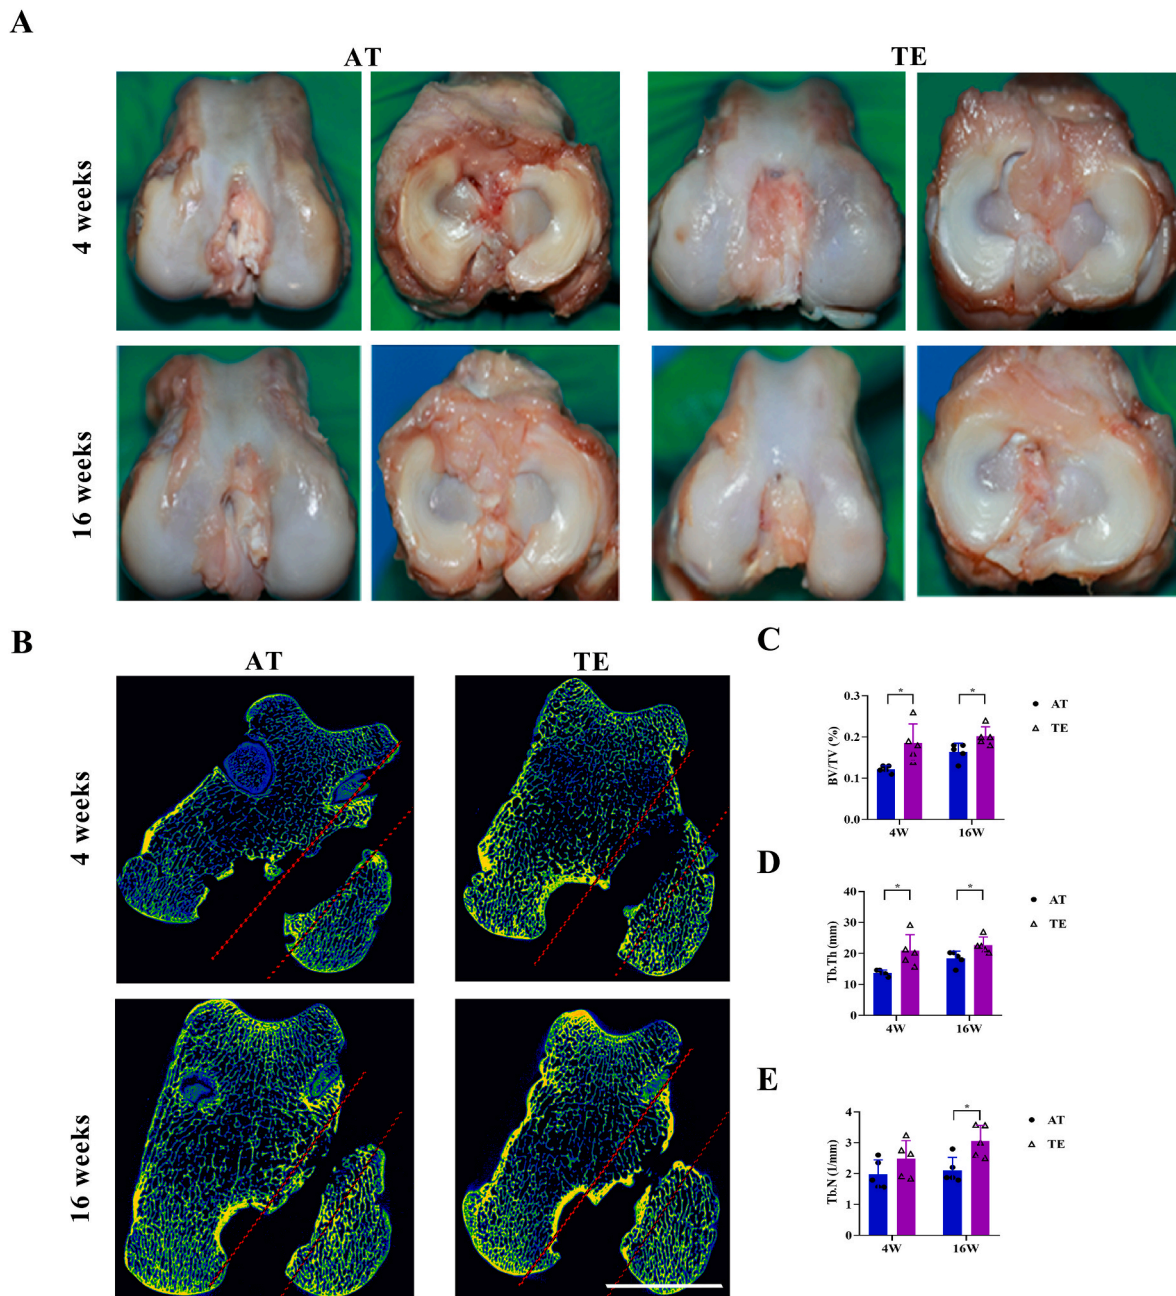 A
AT
TE
4 weeks
16 weeks
B
AT
TE
4 weeks
16 weeks
C
BV/TV (%)
0.3
0.2
0.1
0.0
*
*
4W
16W
AT
TE
D
Tb.Th (mm)
40
30
20
10
0
*
*
4W
16W
AT
TE
E
Tb.N (1/mm)
4
3
2
1
0
*
4W
16W
AT
TE